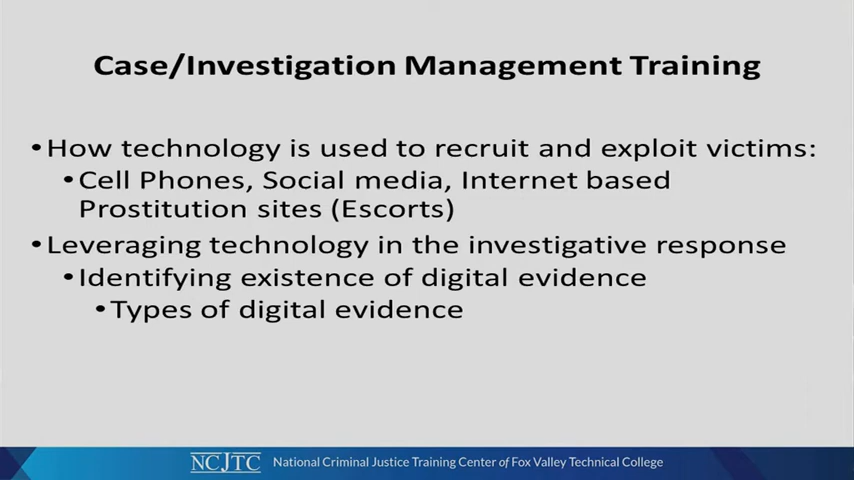 Case/Investigation Management Training
•How technology is used to recruit and exploit victims:
•Cell Phones, Social media, Internet based
Prostitution sites (Escorts)
•Leveraging technology in the investigative response
•Identifying existence of digital evidence
•Types of digital evidence
NCJTC National Criminal Justice Training Center of Fox Valley Technical College